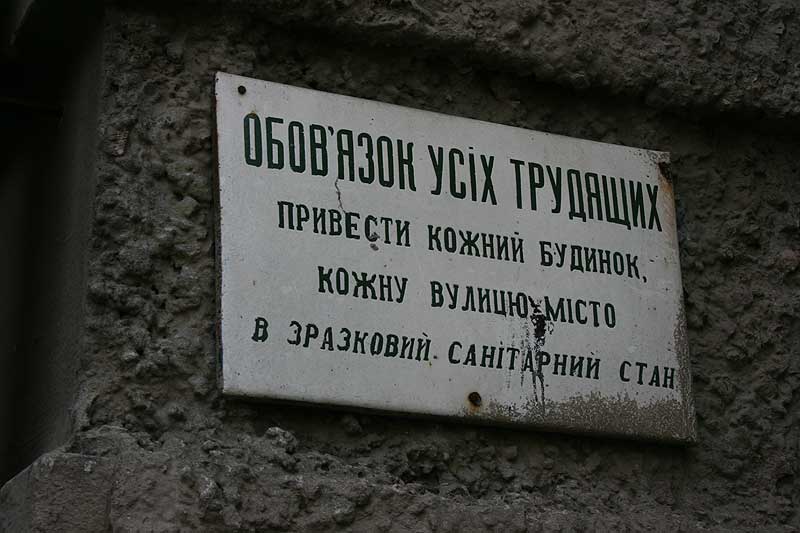 ОБОВ'ЯЗОК УСІХ ТРУДЯЩИХ
ПРИВЕСТИ КОЖНИЙ БУДИНОК,
КОЖНУ ВУЛИЦЮ, МІСТО
В ЗРАЗКОВИЙ САНІТАРНИЙ СТАН